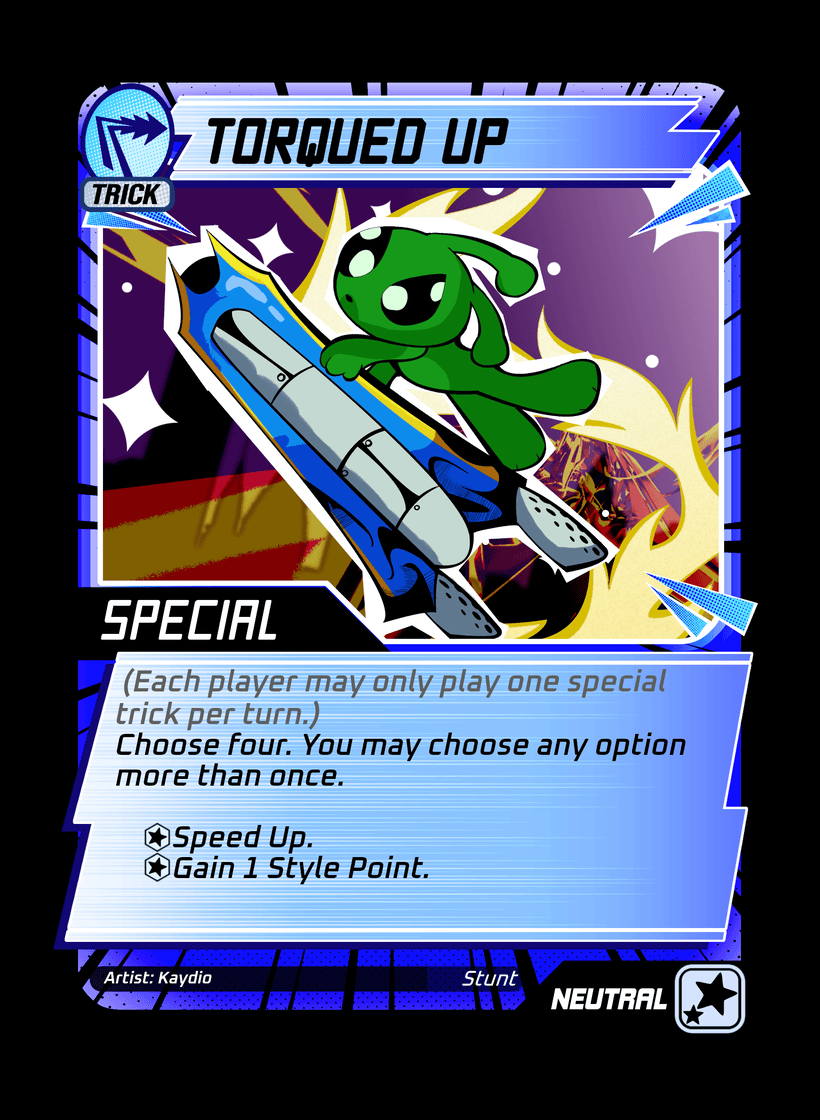 TORQUED UP
TRICK
SPECIAL
(Each player may only play one special
trick per turn.)
Choose four. You may choose any option
more than once.
Speed Up.
Gain 1 Style Point.
Artist: Kaydio
Stunt
NEUTRAL